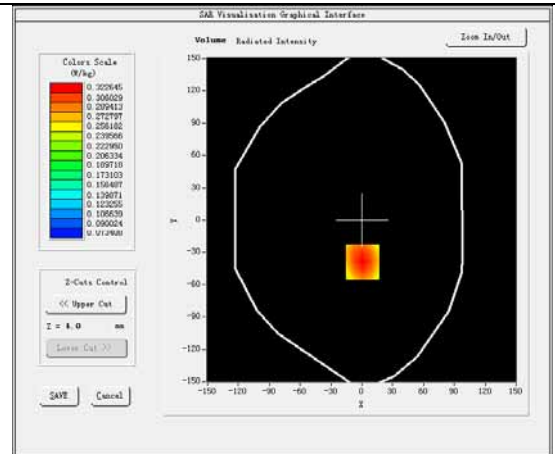 SAR Visualisation Graphical Interface
Volume Radiated Intensity
Zoom In/Out
Colors Scale
(W/kg)
0.322645
0.306029
0.289413
0.272797
0.256182
0.239566
0.222950
0.206334
0.189718
0.173103
0.156487
0.139871
0.123255
0.106639
0.090024
0.073408
150
120
90
60
30
0
-30
-60
-90
-120
-150
Y
-150 -120 -90 -60 -30 0 30 60 90 120 150
X
Z-Cuts Control
<< Upper Cut
Z = 4.0 mm
Lower Cut >>
SAVE Cancel